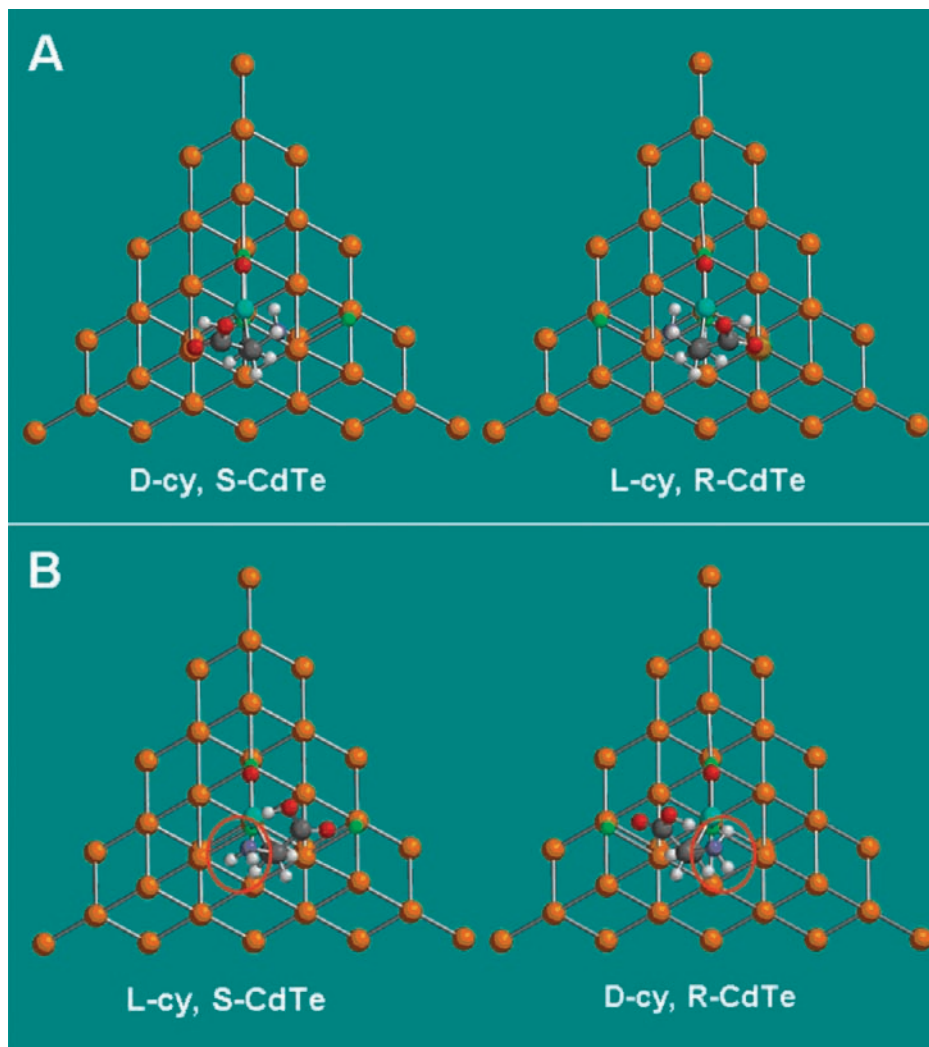 A
D-cy, S-CdTe
L-cy, R-CdTe
B
L-cy, S-CdTe
D-cy, R-CdTe